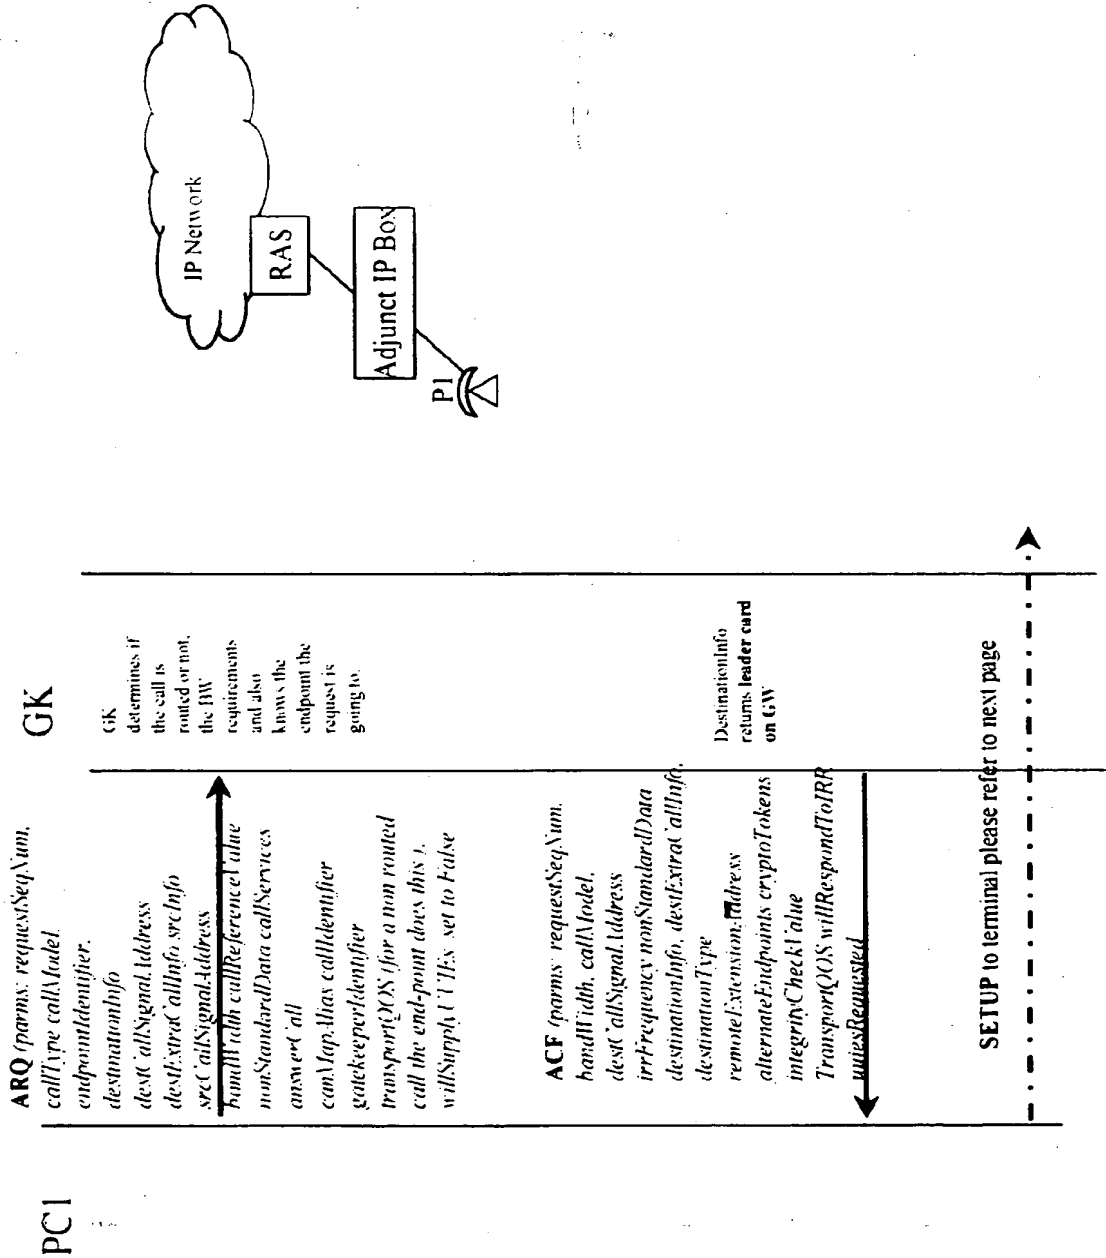 PC1
GK
ARQ (parms: requestSeqNum,
callType callModel,
endpointIdentifier,
destinationInfo
destCallSignalAddress
destExtraCallInfo srcInfo
srcCallSignalAddress
bandWidth callReferenceValue
nonStandardData callServices
answerCall
canMapAlias callIdentifier
gatekeeperIdentifier
transportQOS (for a non routed
call the end-point does this ),
willSupplyUUIEs set to False
GK
determines if
the call is
routed or not,
the BW
requirements
and also
knows the
endpoint the
request is
going to.
ACF (parms: requestSeqNum,
bandWidth, callModel,
destCallSignalAddress
irrFrequency nonStandardData
destinationInfo, destExtraCallInfo,
destinationType
remoteExtensionAddress
alternateEndpoints cryptoTokens
integrityCheckValue
TransportQOS willRespondToIRR
uuiesRequested
DestinationInfo
returns leader card
on GW
SETUP to terminal please refer to next page
IP Network
RAS
Adjunct IP Box
P1